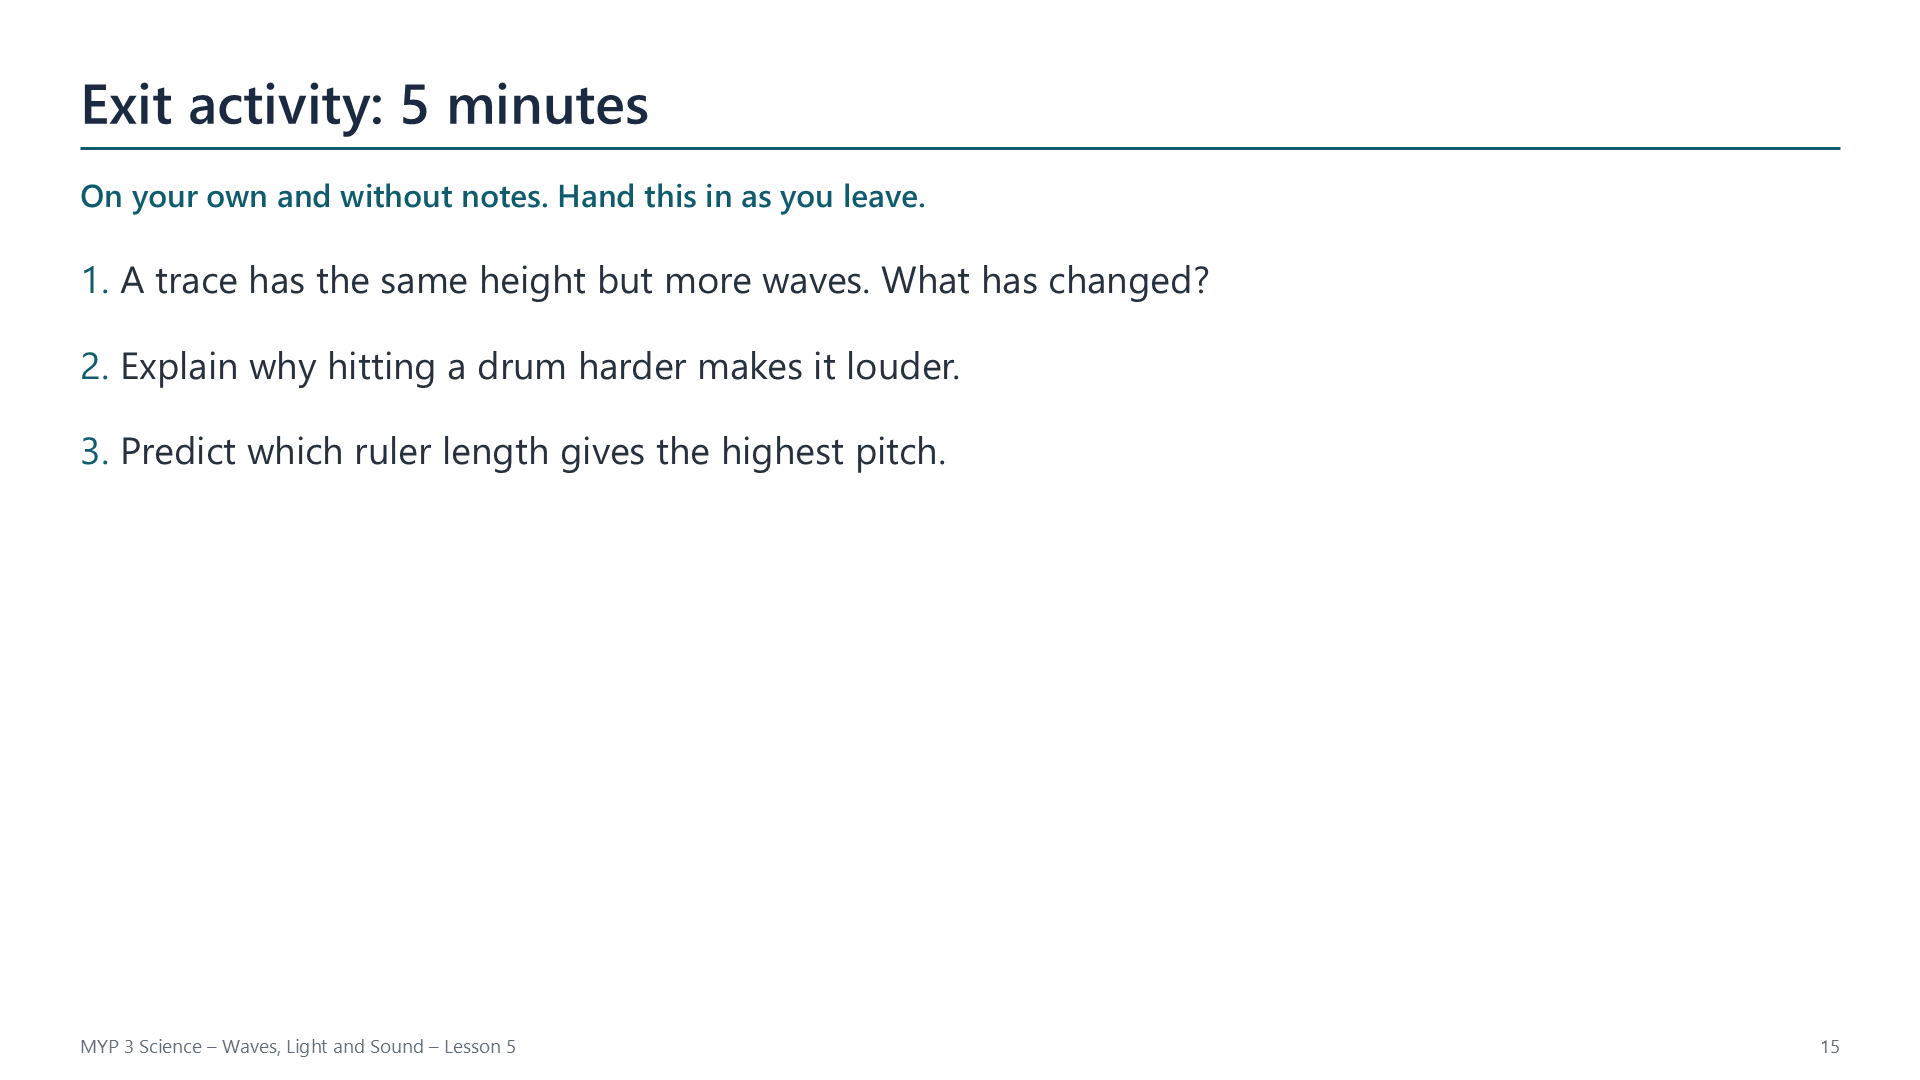 Exit activity: 5 minutes
On your own and without notes. Hand this in as you leave.
1. A trace has the same height but more waves. What has changed?
2. Explain why hitting a drum harder makes it louder.
3. Predict which ruler length gives the highest pitch.
MYP 3 Science – Waves, Light and Sound – Lesson 5
15